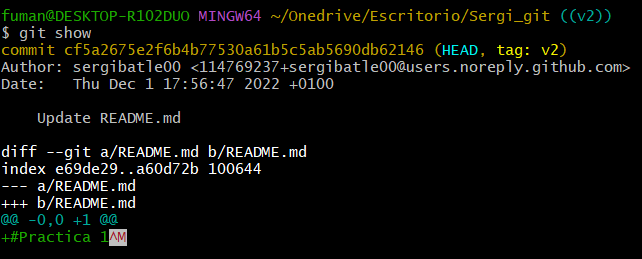 fuman@DESKTOP-R1O2DUO MINGW64 ~/Onedrive/Escritorio/Sergi_git ((v2))
$ git show
commit cf5a2675e2f6b4b77530a61b5c5ab5690db62146 (HEAD, tag: v2)
Author: sergibatle00 <114769237+sergibatle00@users.noreply.github.com>
Date:   Thu Dec 1 17:56:47 2022 +0100

    Update README.md

diff --git a/README.md b/README.md
index e69de29..a60d72b 100644
--- a/README.md
+++ b/README.md
@@ -0,0 +1 @@
+#Practica 1^M